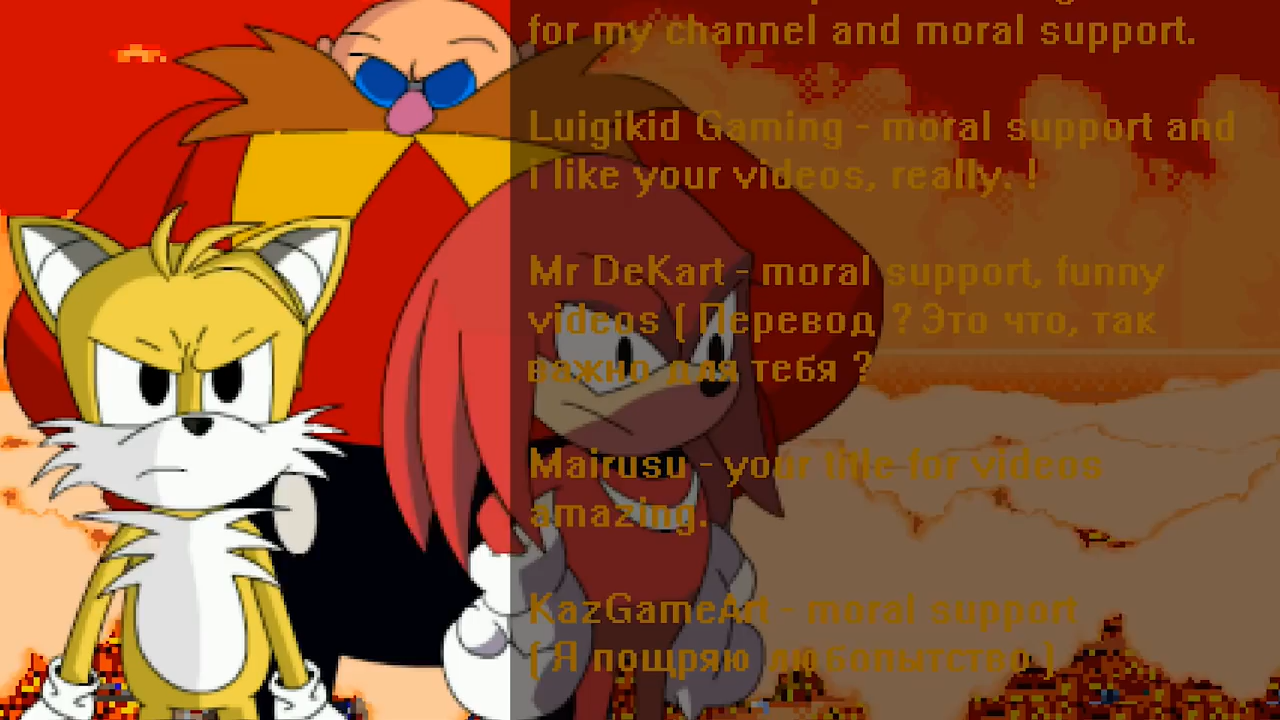 for my channel and moral support.
Luigikid Gaming - moral support and
i like your videos, really. !
Mr DeKart - moral support, funny
videos ( Перевод ? Это что, так
важно для тебя ?
Mairusu - your title for videos
amazing.
KazGameArt - moral support
( Я пощряю любопытство )